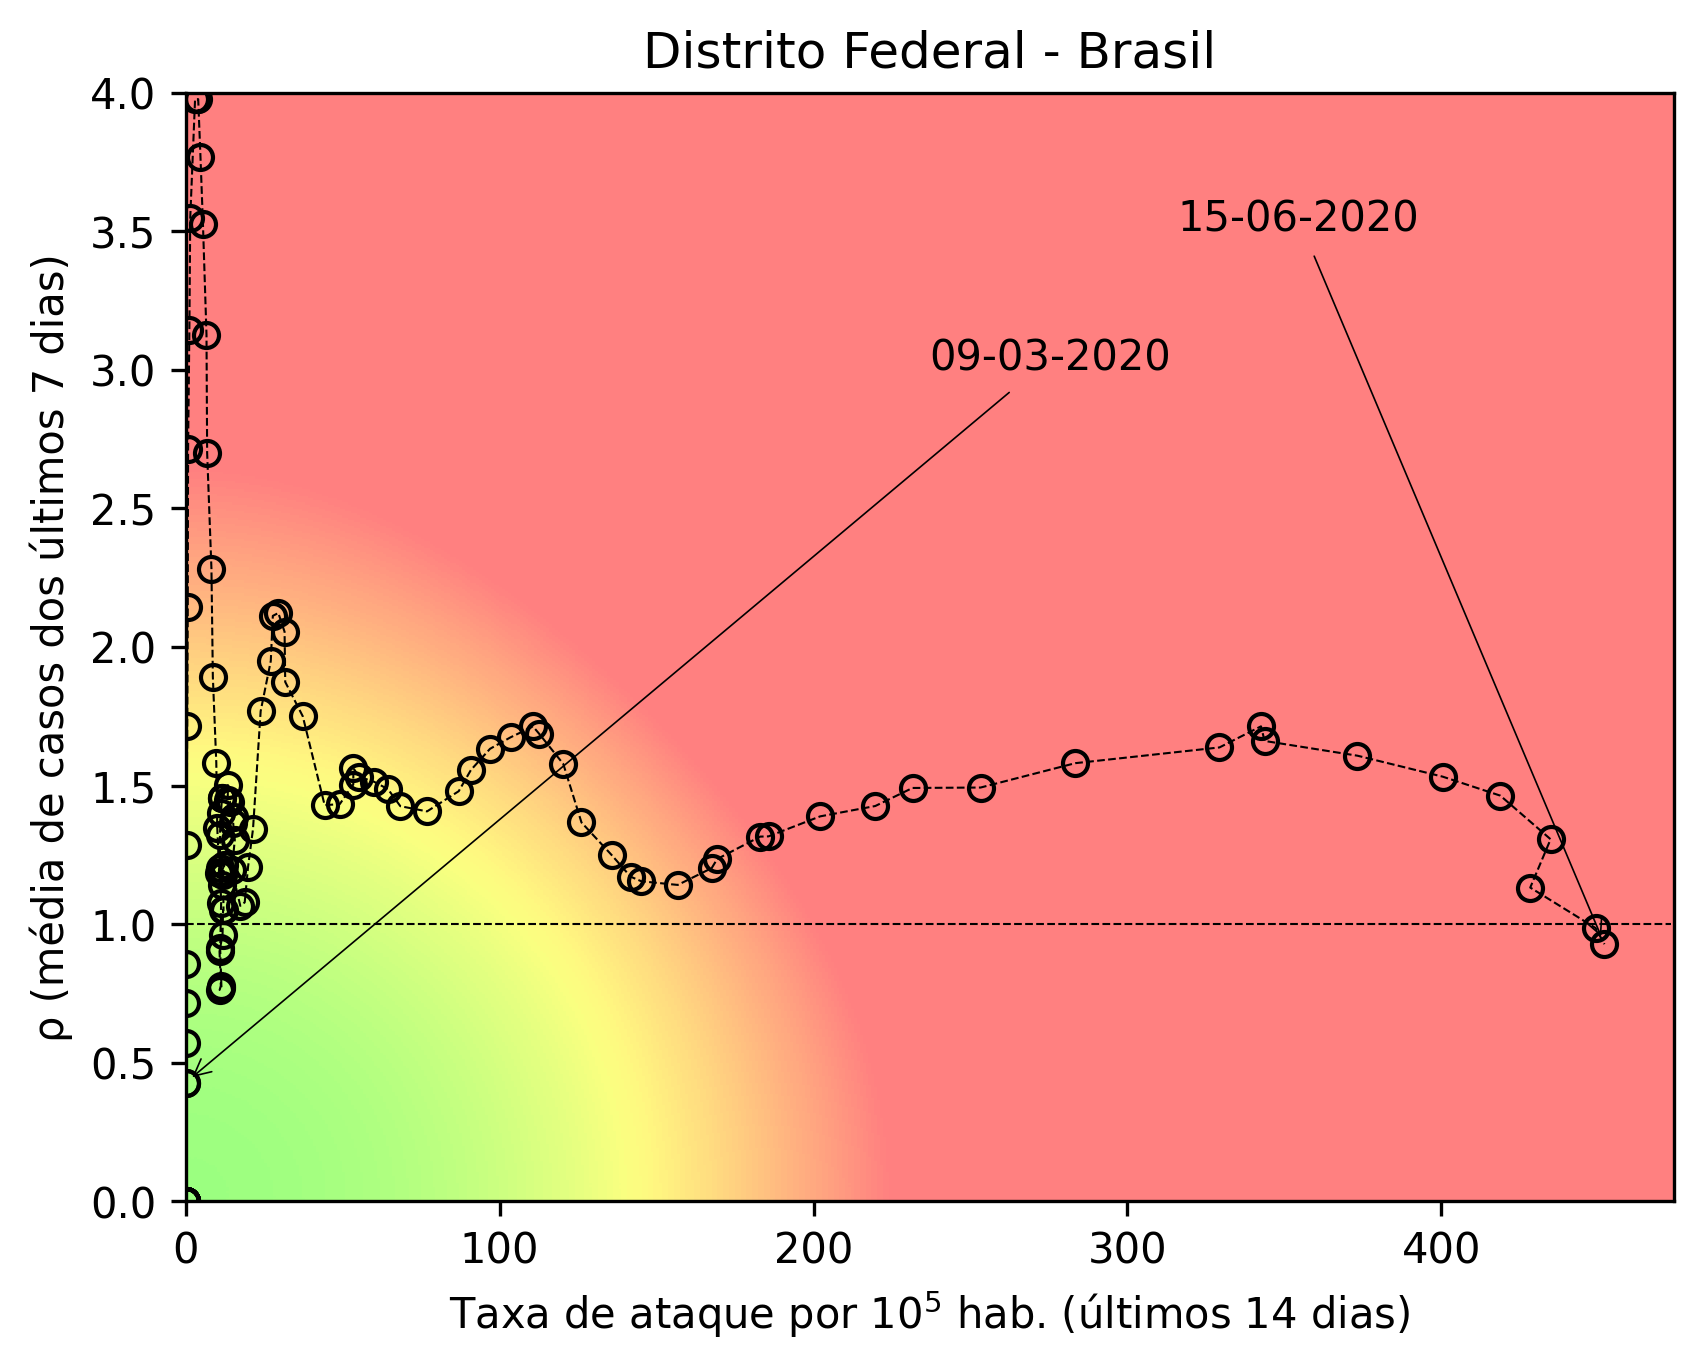 Distrito Federal - Brasil
4.0
3.5
3.0
2.5
2.0
1.5
1.0
0.5
0.0
ρ (média de casos dos últimos 7 dias)
15-06-2020
09-03-2020
0 100 200 300 400
Taxa de ataque por 10⁵ hab. (últimos 14 dias)